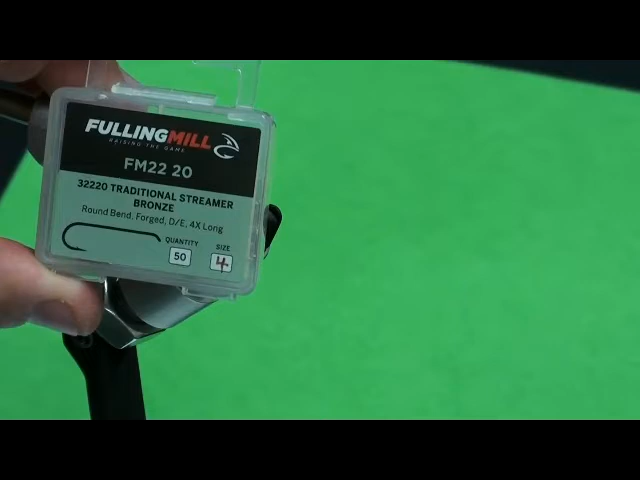 FULLINGMILL
RAISING THE GAME
FM22 20
32220 TRADITIONAL STREAMER
BRONZE
Round Bend, Forged, D/E, 4X Long
QUANTITY
50
SIZE
4